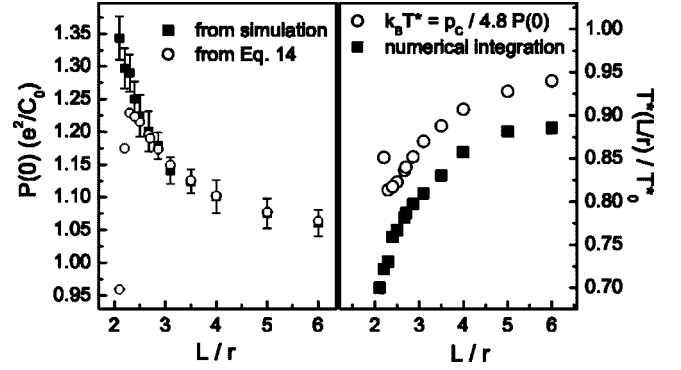 from simulation
from Eq. 14
1.35
1.30
1.25
1.20
1.15
1.10
1.05
1.00
0.95
P(0) (e²/C₀)
2 3 4 5 6
L / r
k_B T* = p_C / 4.8 P(0)
numerical integration
1.00
0.95
0.90
0.85
0.80
0.75
0.70
T*(L/r) / T*₀
2 3 4 5 6
L / r